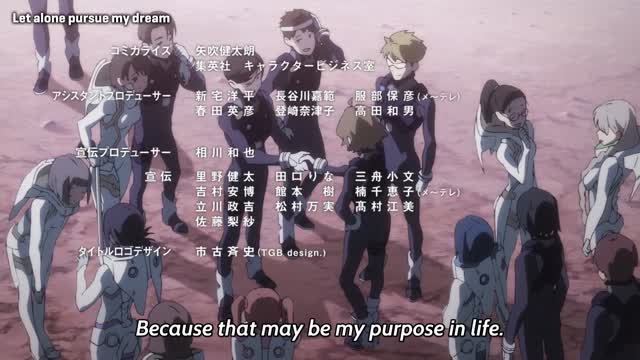 Let alone pursue my dream
コミカライズ 矢吹健太朗
集英社 キャラクタービジネス室
アシスタントプロデューサー 新宅洋平 長谷川嘉範 服部保彦(メ~テレ)
春田英彦 登崎奈津子 高田和男
宣伝プロデューサー 相川和也
宣伝 里野健太 田口りな 三舟小文
吉村安博 館本樹 楠千恵子(メ~テレ)
立川政吉 松村万実 髙村江美
佐藤梨紗
タイトルロゴデザイン 市古斉史(TGB design.)
Because that may be my purpose in life.